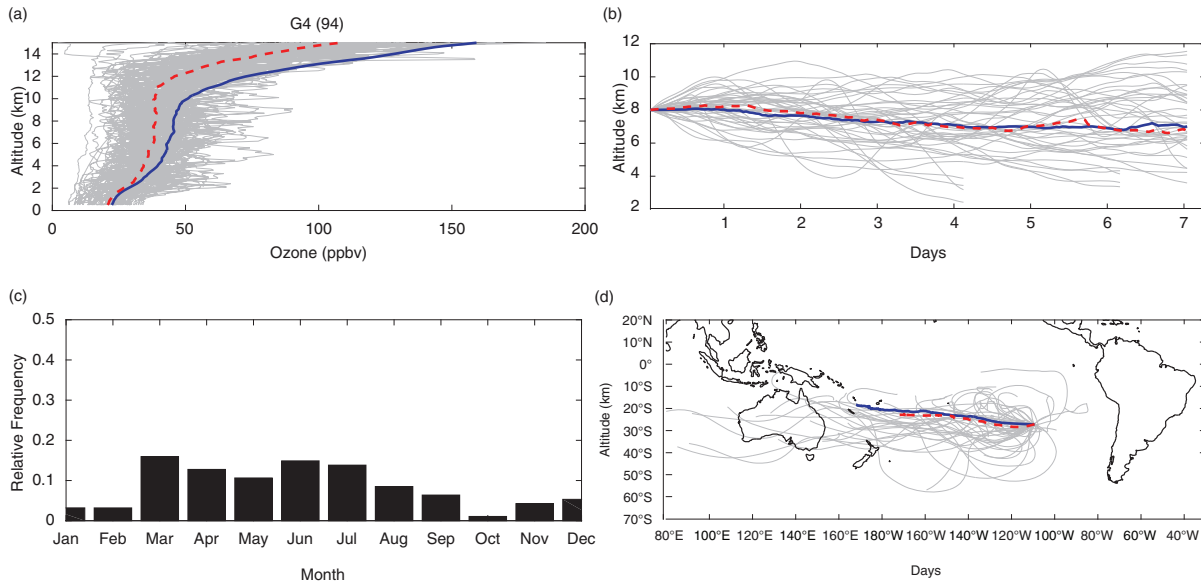 (a)
G4 (94)
Altitude (km)
14
12
10
8
6
4
2
0
0
50
100
150
200
Ozone (ppbv)
(b)
Altitude (km)
12
10
8
6
4
2
1
2
3
4
5
6
7
Days
(c)
Relative Frequency
0.5
0.4
0.3
0.2
0.1
0
Jan Feb Mar Apr May Jun Jul Aug Sep Oct Nov Dec
Month
(d)
Altitude (km)
20°N
10°N
0°
10°S
20°S
30°S
40°S
50°S
60°S
70°S
80°E 100°E 120°E 140°E 160°E 180°W 160°W 140°W 120°W 100°W 80°W 60°W 40°W
Days